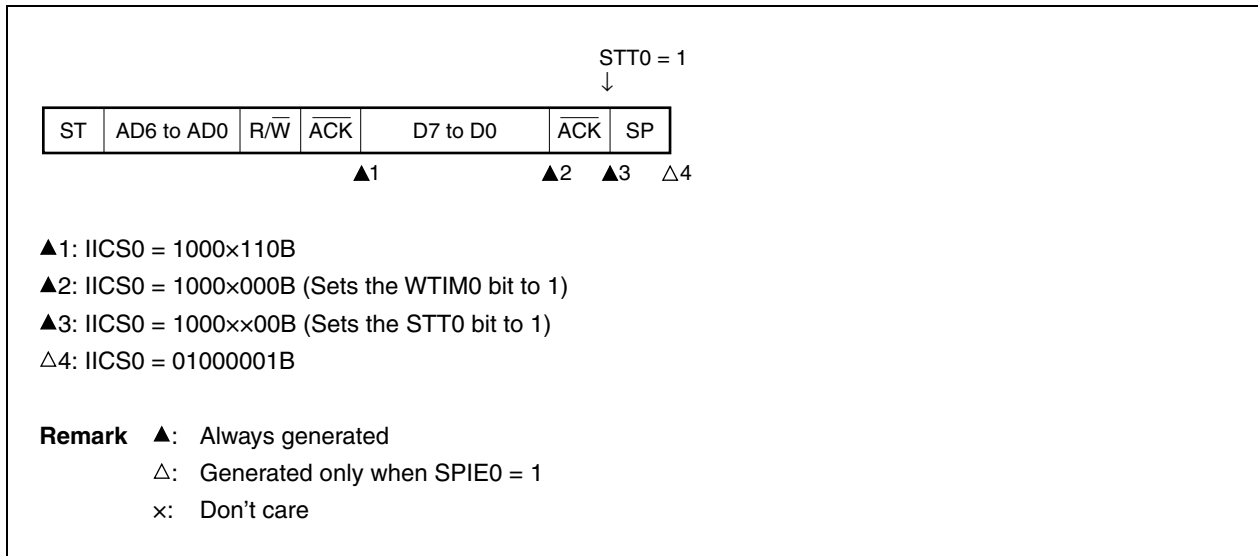 STT0 = 1
↓
ST AD6 to AD0 R/W̅ A̅C̅K̅ D7 to D0 A̅C̅K̅ SP
▲1 ▲2 ▲3 △4
▲1: IICS0 = 1000×110B
▲2: IICS0 = 1000×000B (Sets the WTIM0 bit to 1)
▲3: IICS0 = 1000××00B (Sets the STT0 bit to 1)
△4: IICS0 = 01000001B
Remark ▲: Always generated
△: Generated only when SPIE0 = 1
×: Don't care